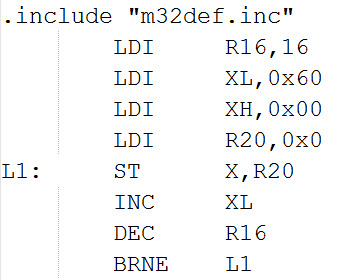 .include "m32def.inc"
LDI R16,16
LDI XL,0x60
LDI XH,0x00
LDI R20,0x0
L1: ST X,R20
INC XL
DEC R16
BRNE L1